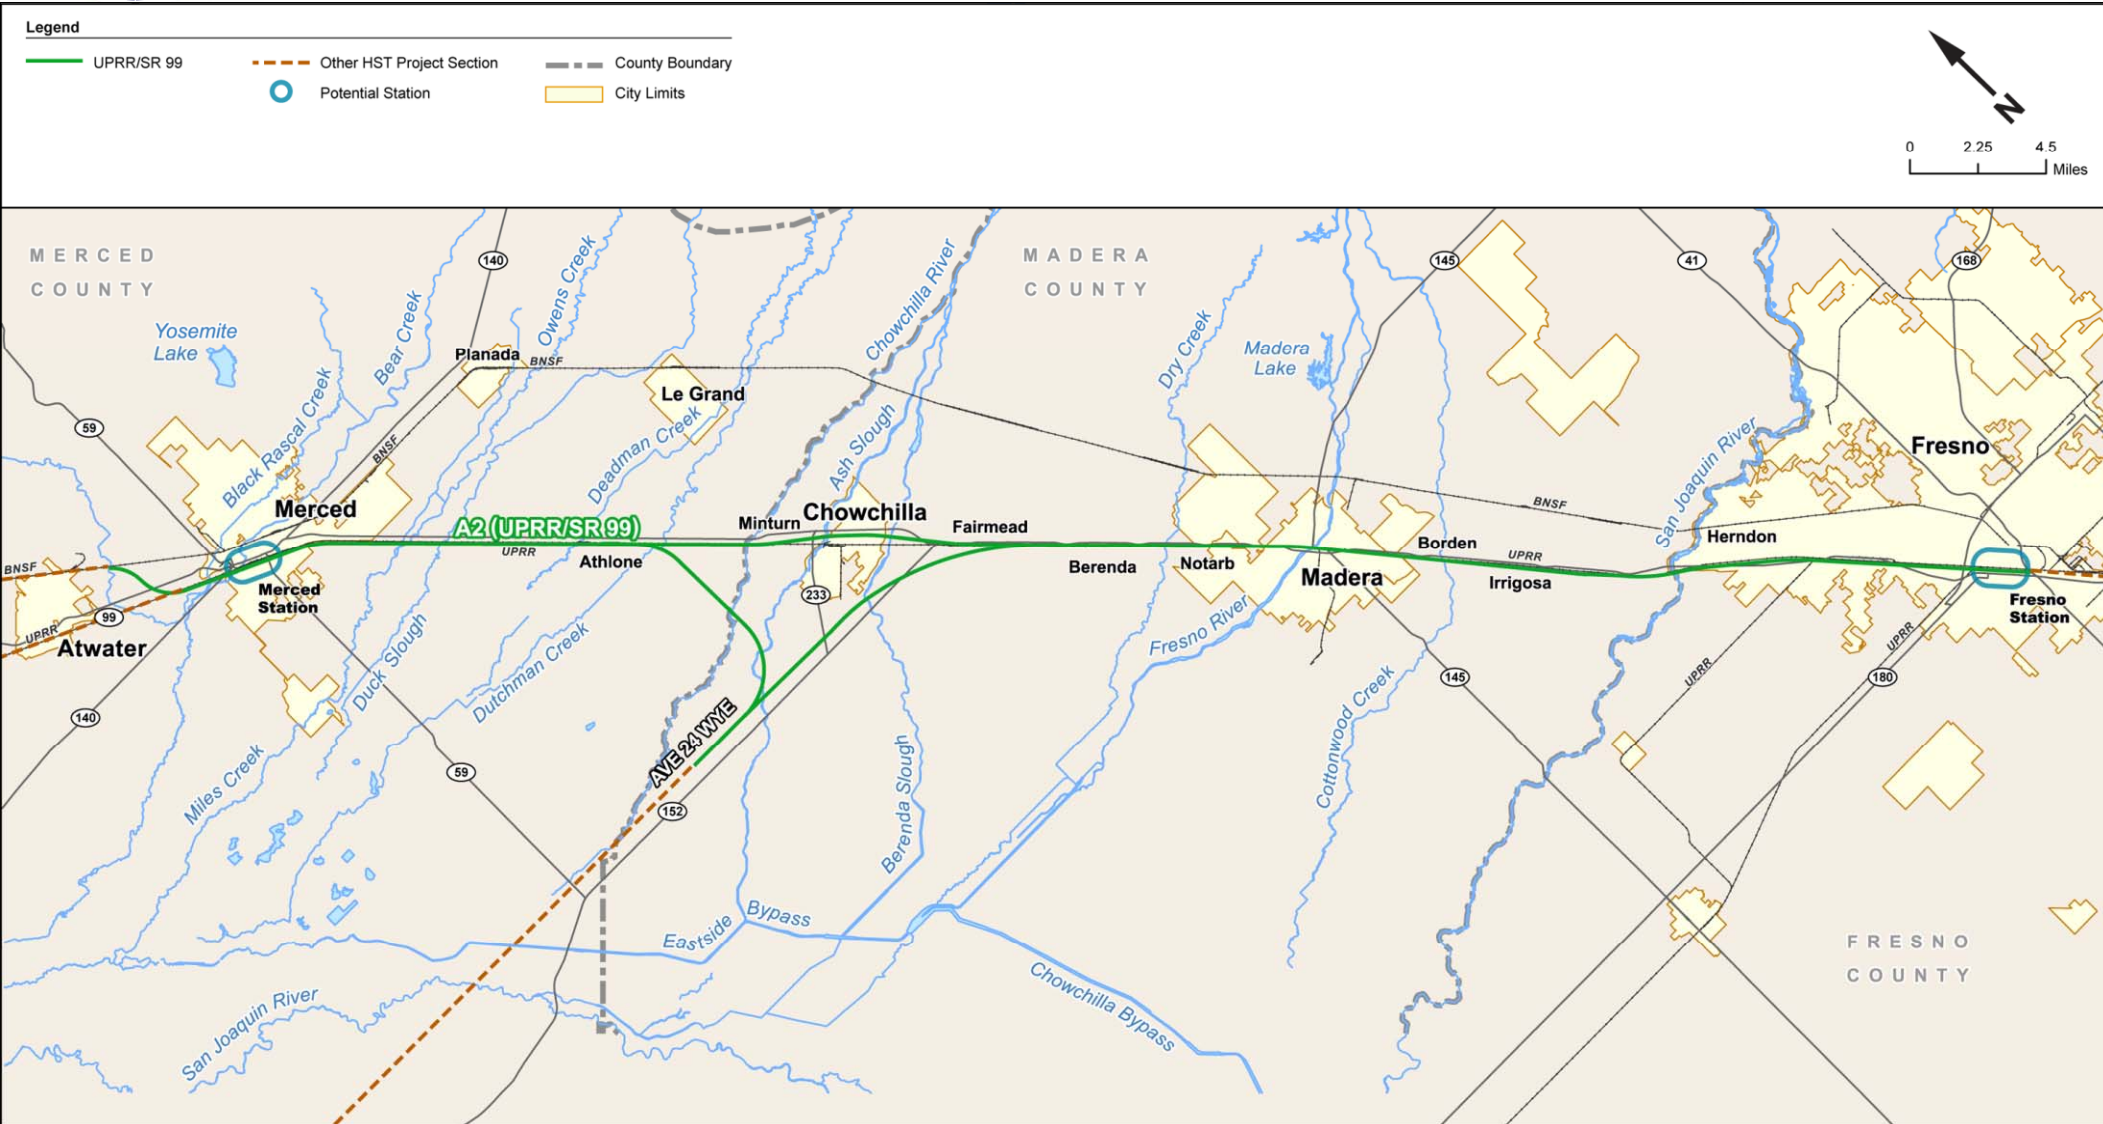 Legend
UPRR/SR 99
Other HST Project Section
County Boundary
Potential Station
City Limits
N
0 2.25 4.5
Miles
MERCED
COUNTY
MADERA
COUNTY
140
145
41
168
Yosemite
Lake
Bear Creek
Owens Creek
Chowchilla River
Dry Creek
Madera
Lake
Planada
BNSF
Le Grand
59
Black Rascal Creek
BNSF
Deadman Creek
Ash Slough
San Joaquin River
Fresno
Merced
A2 (UPRR/SR 99)
UPRR
Minturn
Chowchilla
Fairmead
BNSF
Herndon
BNSF
Athlone
Berenda
Notarb
Madera
Borden
UPRR
Irrigosa
Merced
Station
233
Fresno
Station
99
UPRR
Atwater
Duck Slough
Dutchman Creek
Fresno River
UPRR
UPRR
140
145
180
Miles Creek
59
AVE 24 WYE
152
Berenda Slough
Cottonwood Creek
Eastside
Bypass
Chowchilla Bypass
San Joaquin River
FRESNO
COUNTY